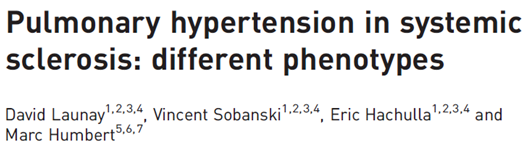 Pulmonary hypertension in systemic
sclerosis: different phenotypes
David Launay1,2,3,4, Vincent Sobanski1,2,3,4, Eric Hachulla1,2,3,4 and
Marc Humbert5,6,7